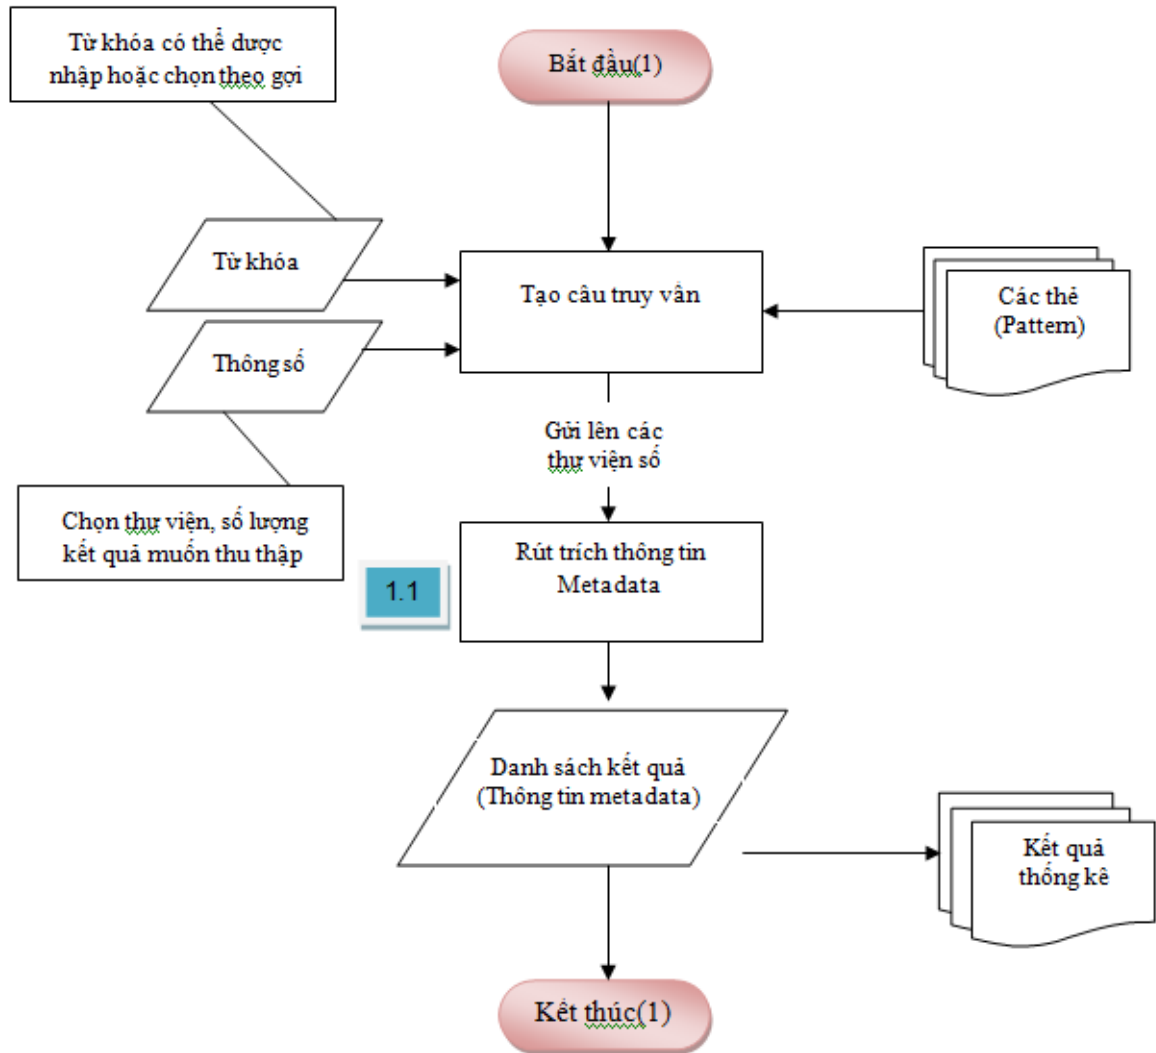 Từ khóa có thể được
nhập hoặc chọn theo gợi
Bắt đầu(1)
Từ khóa
Tạo câu truy vấn
Các thẻ
(Pattern)
Thông số
Gửi lên các
thư viện số
Chọn thư viện, số lượng
kết quả muốn thu thập
Rút trích thông tin
Metadata
1.1
Danh sách kết quả
(Thông tin metadata)
Kết quả
thống kê
Kết thúc(1)